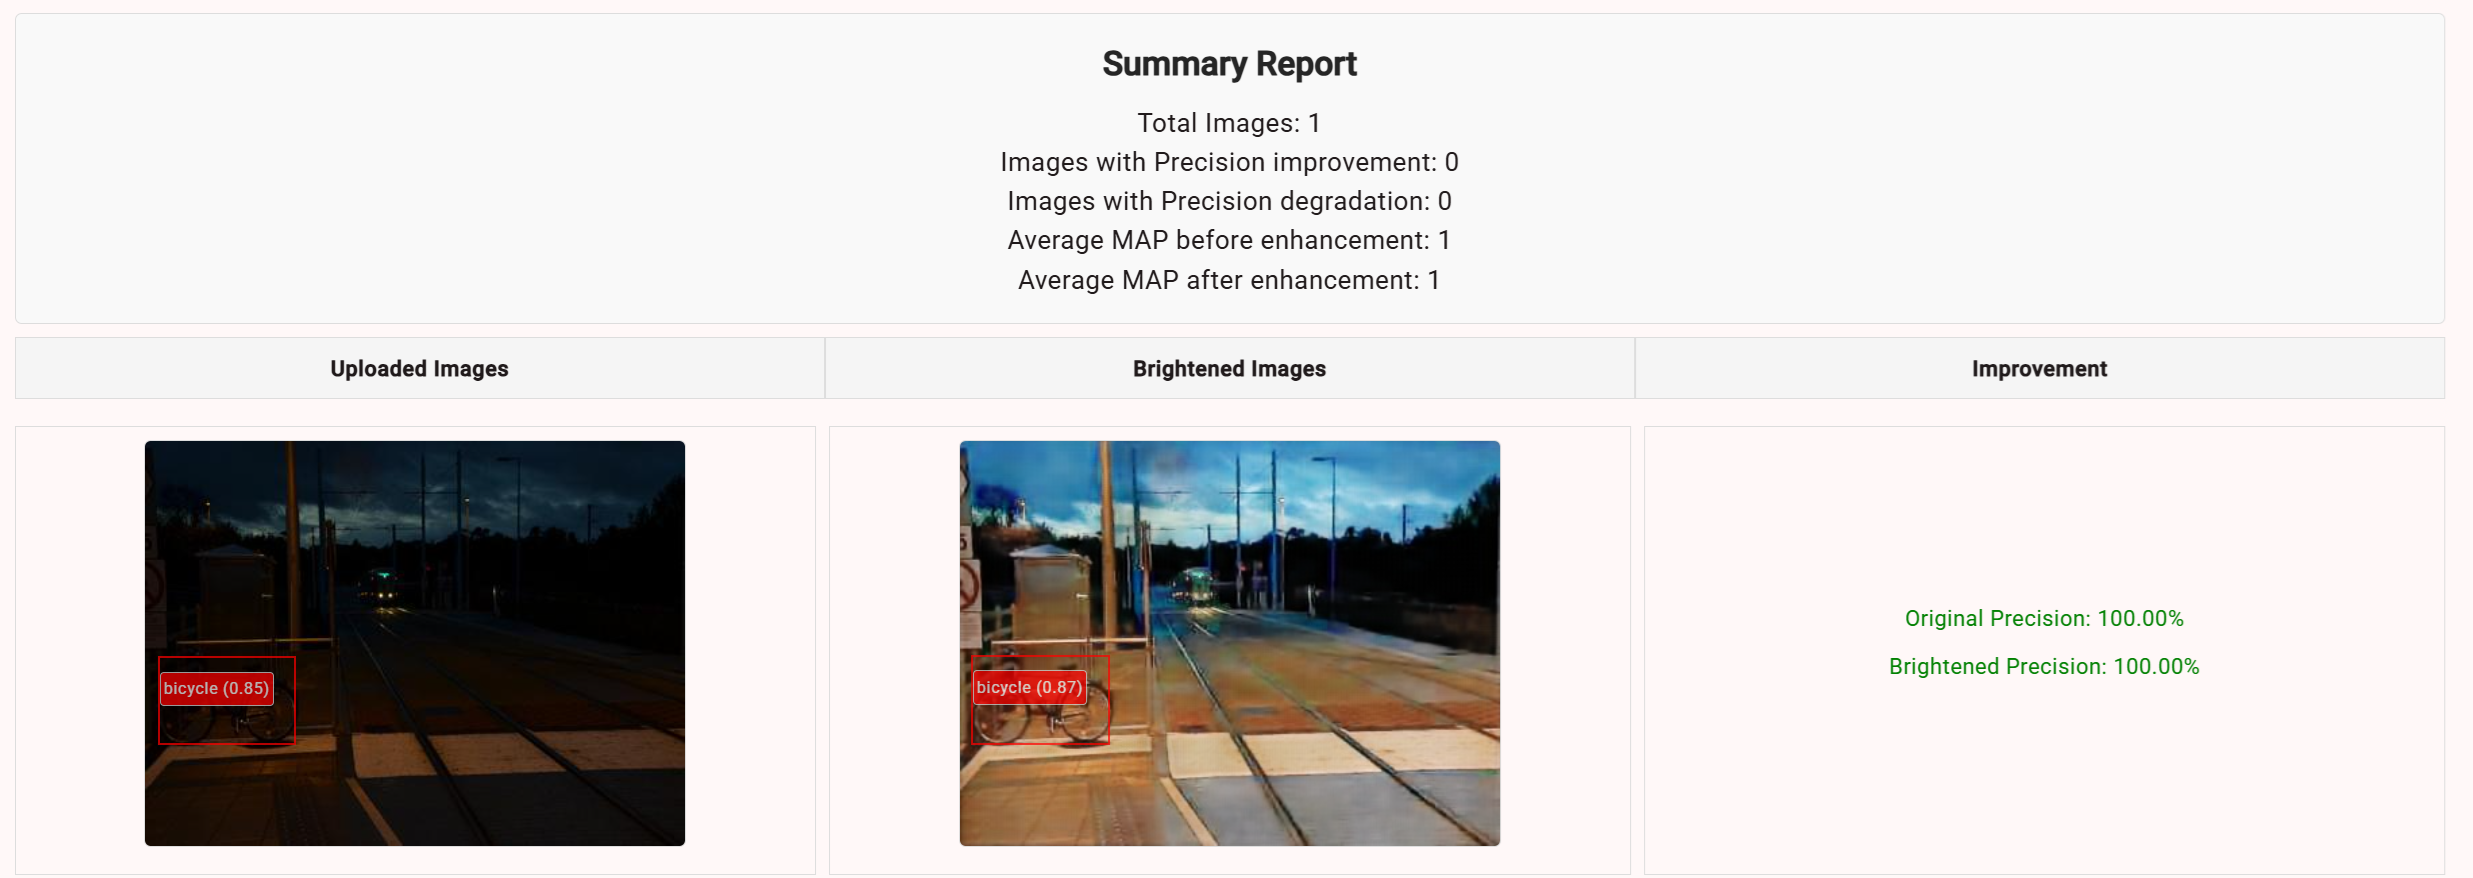 Summary Report
Total Images: 1
Images with Precision improvement: 0
Images with Precision degradation: 0
Average MAP before enhancement: 1
Average MAP after enhancement: 1
Uploaded Images
Brightened Images
Improvement
bicycle (0.85)
bicycle (0.87)
Original Precision: 100.00%
Brightened Precision: 100.00%